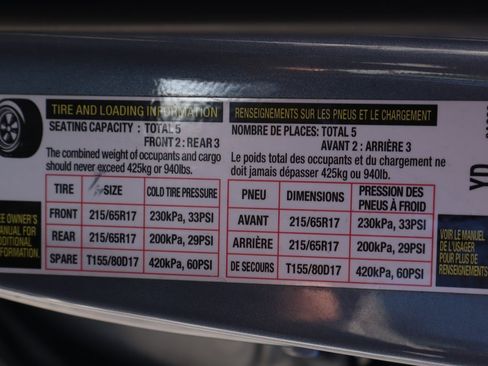 TIRE AND LOADING INFORMATION
SEATING CAPACITY : TOTAL 5
FRONT 2 : REAR 3
The combined weight of occupants and cargo
should never exceed 425kg or 940lbs.
TIRE SIZE COLD TIRE PRESSURE
FRONT 215/65R17 230kPa, 33PSI
REAR 215/65R17 200kPa, 29PSI
SPARE T155/80D17 420kPa, 60PSI
OWNER'S
MANUAL FOR
ADDITIONAL
INFORMATION.
RENSEIGNEMENTS SUR LES PNEUS ET LE CHARGEMENT
NOMBRE DE PLACES: TOTAL 5
AVANT 2 : ARRIÈRE 3
Le poids total des occupants et du chargement ne
doit jamais dépasser 425kg ou 940lbs.
PNEU DIMENSIONS PRESSION DES
PNEUS À FROID
AVANT 215/65R17 230kPa, 33PSI
ARRIÈRE 215/65R17 200kPa, 29PSI
DE SECOURS T155/80D17 420kPa, 60PSI
VOIR LE MANUEL
DE L'USAGER
POUR PLUS DE
RENSEIGNEMENTS
YD